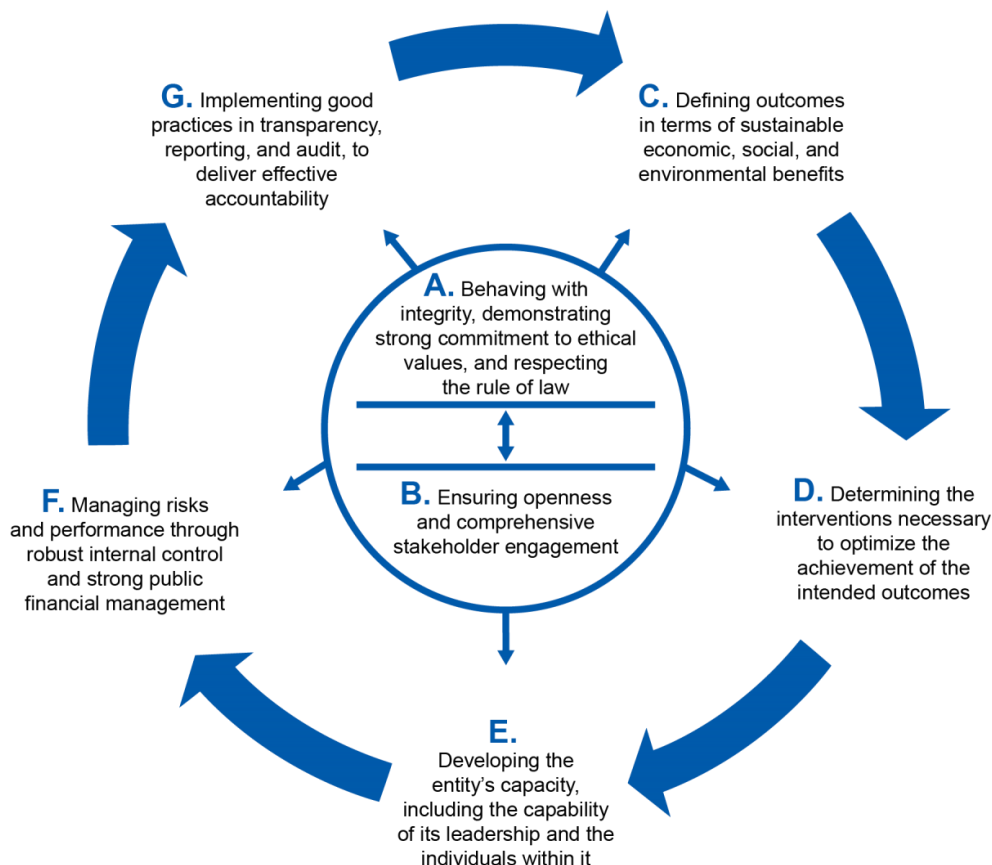 G. Implementing good
practices in transparency,
reporting, and audit, to
deliver effective
accountability
C. Defining outcomes
in terms of sustainable
economic, social, and
environmental benefits
A. Behaving with
integrity, demonstrating
strong commitment to ethical
values, and respecting
the rule of law
B. Ensuring openness
and comprehensive
stakeholder engagement
F. Managing risks
and performance through
robust internal control
and strong public
financial management
D. Determining the
interventions necessary
to optimize the
achievement of the
intended outcomes
E.
Developing the
entity’s capacity,
including the capability
of its leadership and the
individuals within it